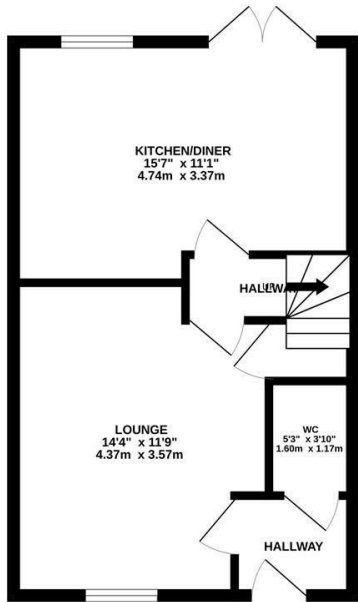 KITCHEN/DINER
15'7" x 11'1"
4.74m x 3.37m
HALLWAY
UP
LOUNGE
14'4" x 11'9"
4.37m x 3.57m
WC
5'3" x 3'10"
1.60m x 1.17m
HALLWAY